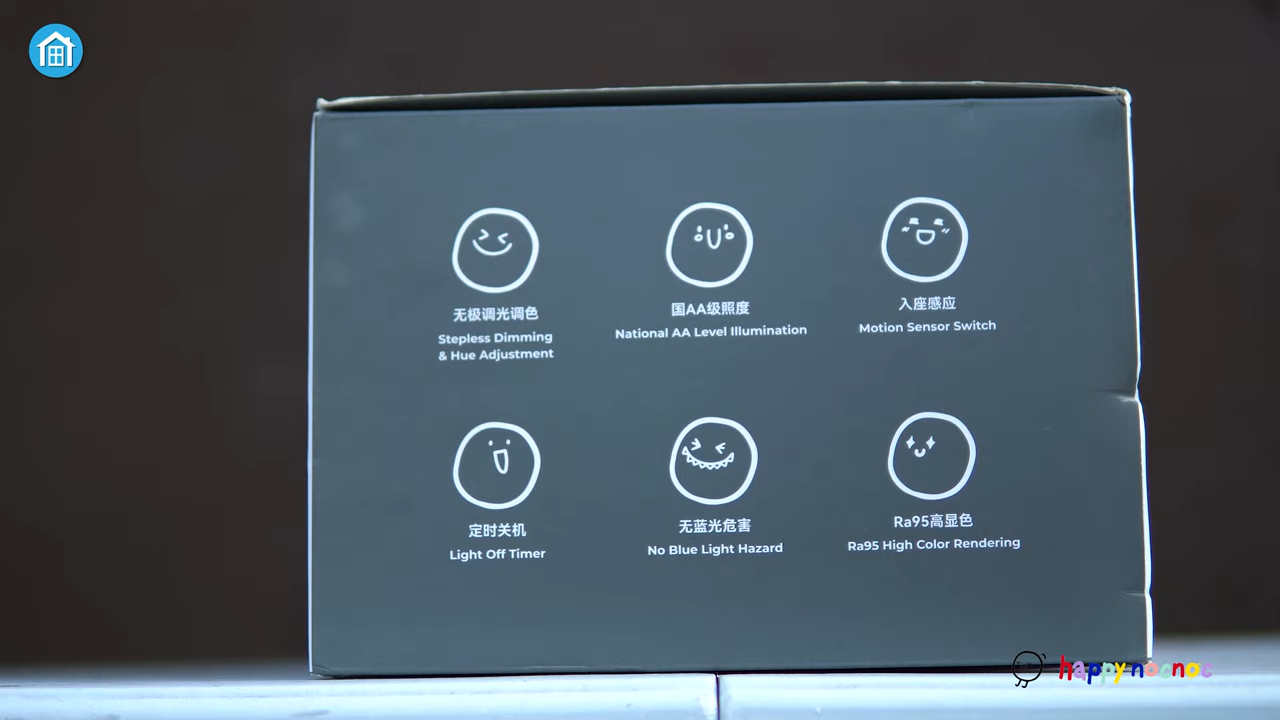 无极调光调色
Stepless Dimming
& Hue Adjustment
国AA级照度
National AA Level Illumination
入座感应
Motion Sensor Switch
定时关机
Light Off Timer
无蓝光危害
No Blue Light Hazard
Ra95高显色
Ra95 High Color Rendering
happynocnoc